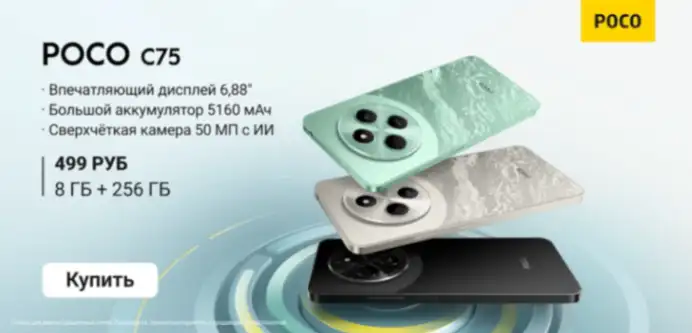 POCO
POCO C75
· Впечатляющий дисплей 6,88"
· Большой аккумулятор 5160 мАч
· Сверхчёткая камера 50 МП с ИИ
499 РУБ
8 ГБ + 256 ГБ
Купить